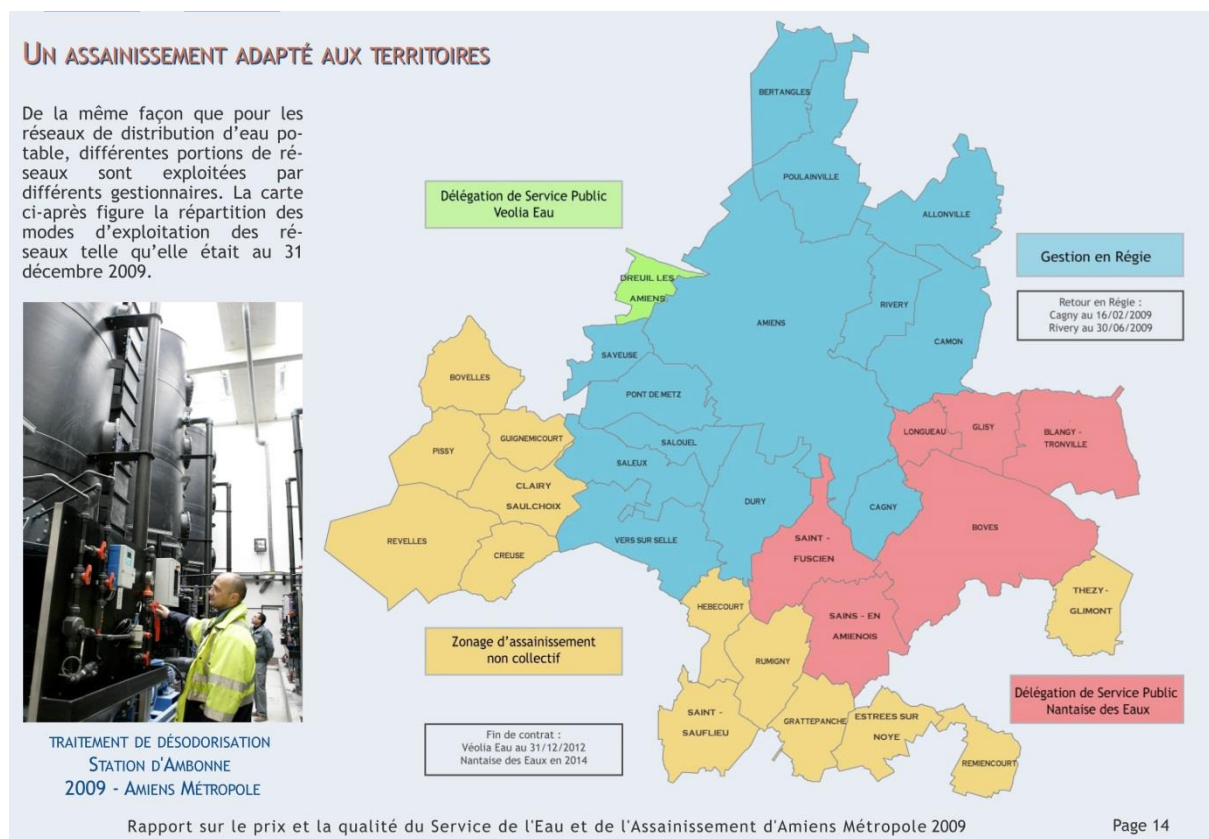 UN ASSAINISSEMENT ADAPTÉ AUX TERRITOIRES
De la même façon que pour les
réseaux de distribution d'eau po-
table, différentes portions de ré-
seaux sont exploitées par
différents gestionnaires. La carte
ci-après figure la répartition des
modes d'exploitation des ré-
seaux telle qu'elle était au 31
décembre 2009.
TRAITEMENT DE DÉSODORISATION
STATION D'AMBONNE
2009 - AMIENS MÉTROPOLE
Délégation de Service Public
Veolia Eau
Gestion en Régie
Retour en Régie :
Cagny au 16/02/2009
Rivery au 30/06/2009
BERTANGLES
POULAINVILLE
ALLONVILLE
DREUIL LES
AMIENS
RIVERY
AMIENS
CAMON
SAVEUSE
BOVELLES
PONT DE METZ
GUIGNEMICOURT
PISSY
SALOUEL
SALEUX
LONGUEAU
GLISY
BLANGY -
TRONVILLE
CLAIRY
SAULCHOIX
DURY
CAGNY
BOVES
REVELLES
CREUSE
VERS SUR SELLE
SAINT -
FUSCIEN
HEBECOURT
SAINS - EN
AMIENOIS
THEZY -
GLIMONT
RUMIGNY
SAINT -
SAUFLIEU
GRATTEPANCHE
ESTREES SUR
NOYE
REMIENCOURT
Zonage d'assainissement
non collectif
Délégation de Service Public
Nantaise des Eaux
Fin de contrat :
Véolia Eau au 31/12/2012
Nantaise des Eaux en 2014
Rapport sur le prix et la qualité du Service de l'Eau et de l'Assainissement d'Amiens Métropole 2009
Page 14